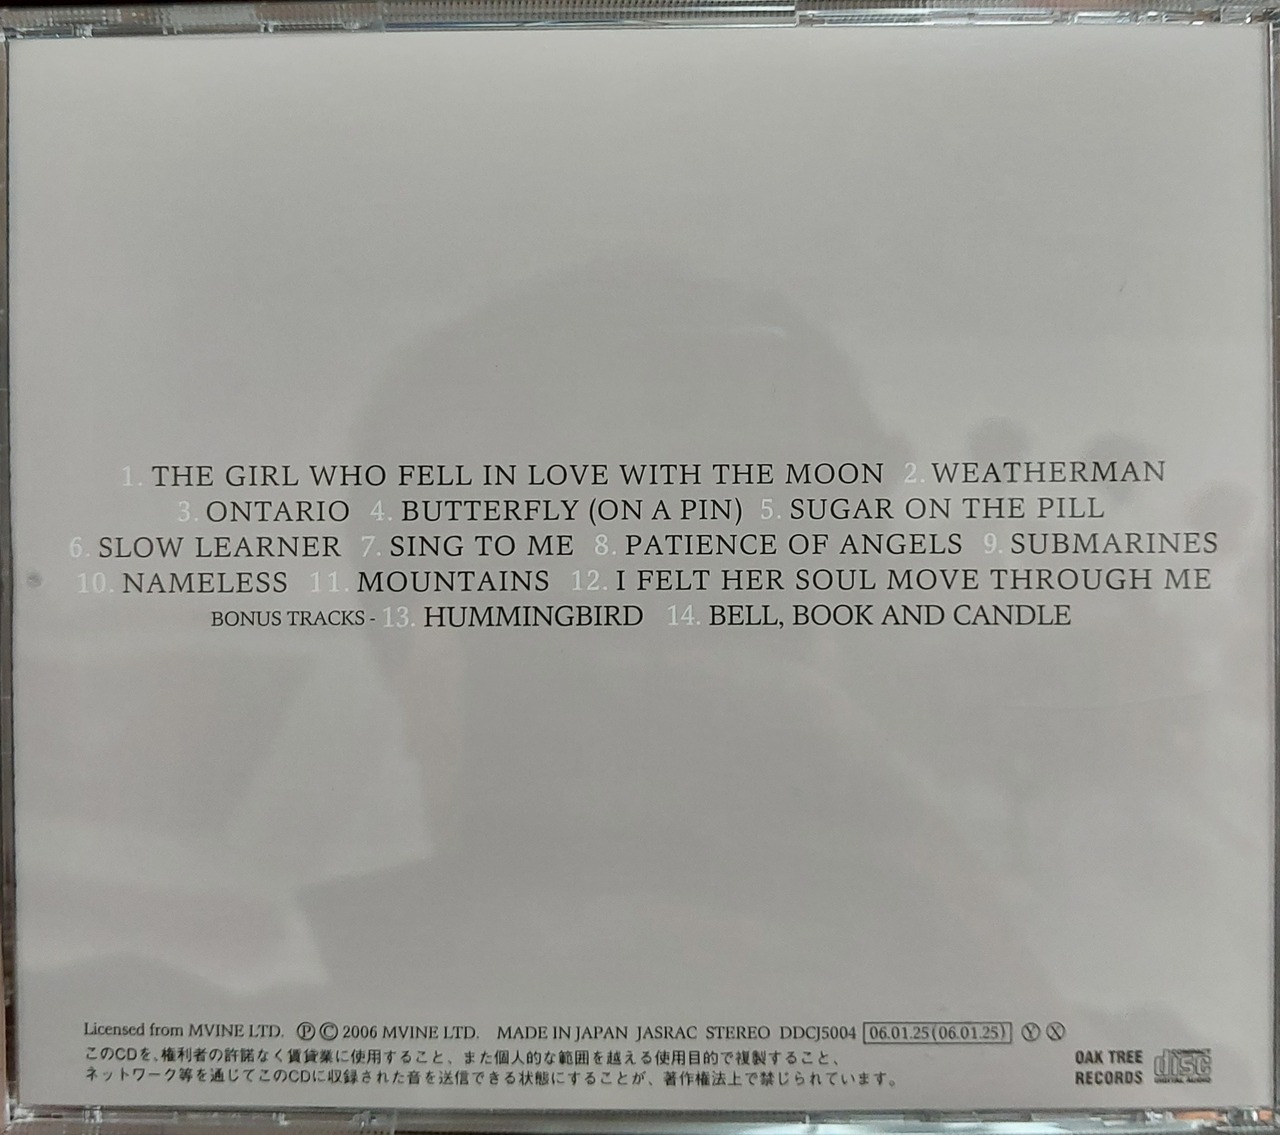 1. THE GIRL WHO FELL IN LOVE WITH THE MOON 2. WEATHERMAN
3. ONTARIO 4. BUTTERFLY (ON A PIN) 5. SUGAR ON THE PILL
6. SLOW LEARNER 7. SING TO ME 8. PATIENCE OF ANGELS 9. SUBMARINES
10. NAMELESS 11. MOUNTAINS 12. I FELT HER SOUL MOVE THROUGH ME
BONUS TRACKS - 13. HUMMINGBIRD 14. BELL, BOOK AND CANDLE
Licensed from MVINE LTD. Ⓟ © 2006 MVINE LTD. MADE IN JAPAN JASRAC STEREO DDCJ5004 06.01.25(06.01.25) Ⓨ Ⓧ
このCDを、権利者の許諾なく賃貸業に使用すること、また個人的な範囲を越える使用目的で複製すること、
ネットワーク等を通じてこのCDに収録された音を送信できる状態にすることが、著作権法上で禁じられています。
OAK TREE
RECORDS
COMPACT
disc
DIGITAL AUDIO